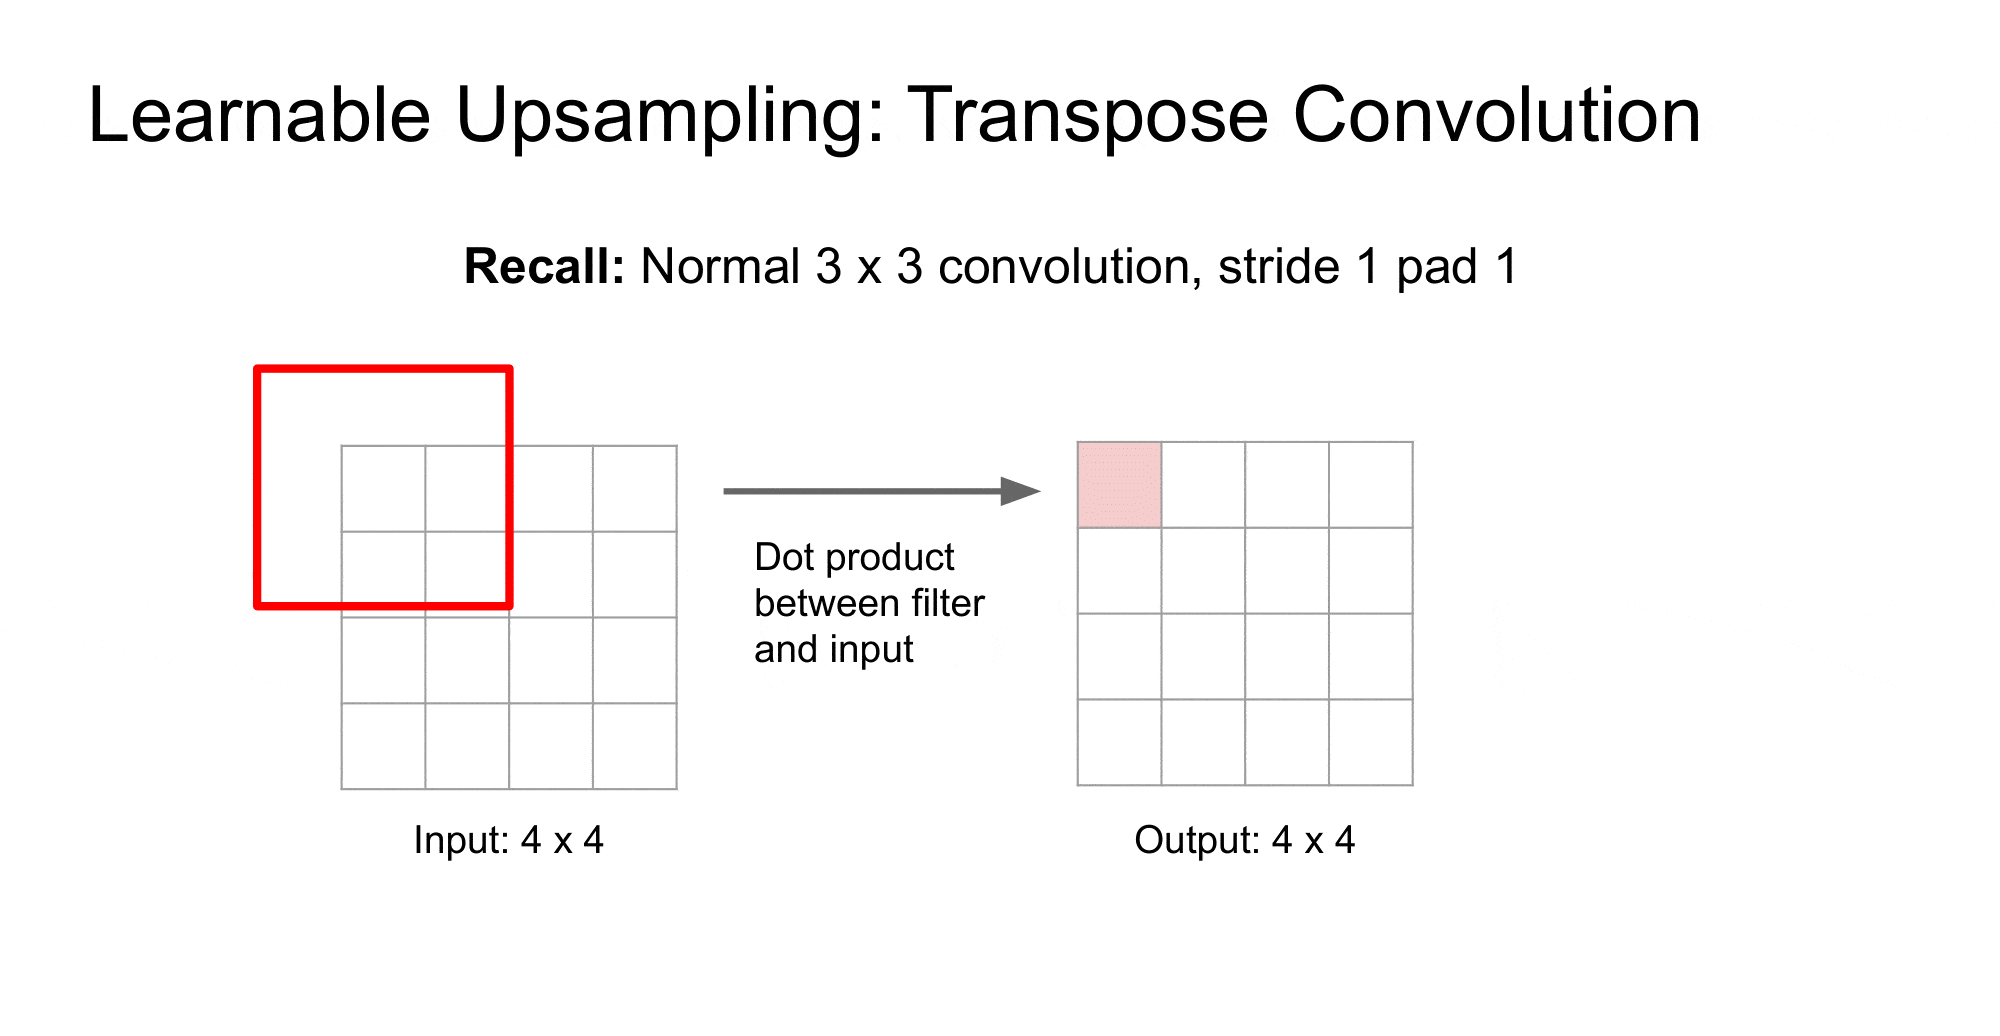 Learnable Upsampling: Transpose Convolution
Recall: Normal 3 x 3 convolution, stride 1 pad 1
Dot product
between filter
and input
Input: 4 x 4
Output: 4 x 4